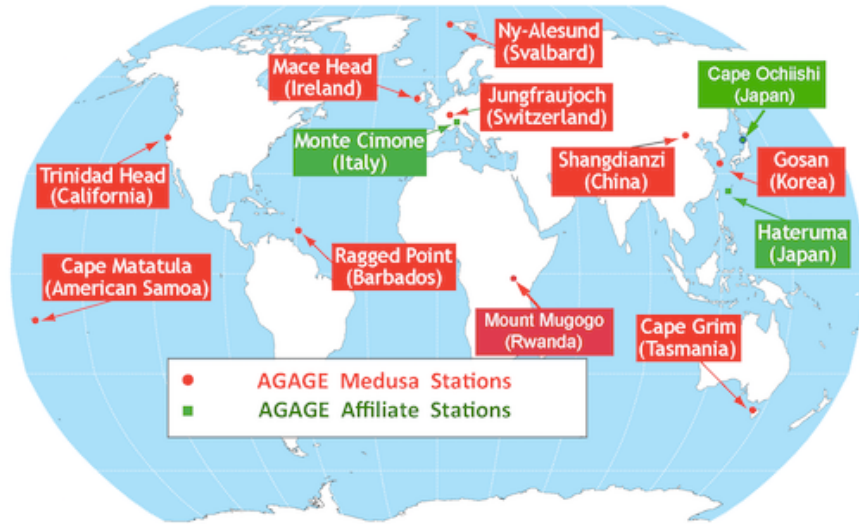 Ny-Alesund
(Svalbard)
Mace Head
(Ireland)
Jungfraujoch
(Switzerland)
Cape Ochiishi
(Japan)
Monte Cimone
(Italy)
Trinidad Head
(California)
Shangdianzi
(China)
Gosan
(Korea)
Hateruma
(Japan)
Ragged Point
(Barbados)
Cape Matatula
(American Samoa)
Mount Mugogo
(Rwanda)
Cape Grim
(Tasmania)
AGAGE Medusa Stations
AGAGE Affiliate Stations